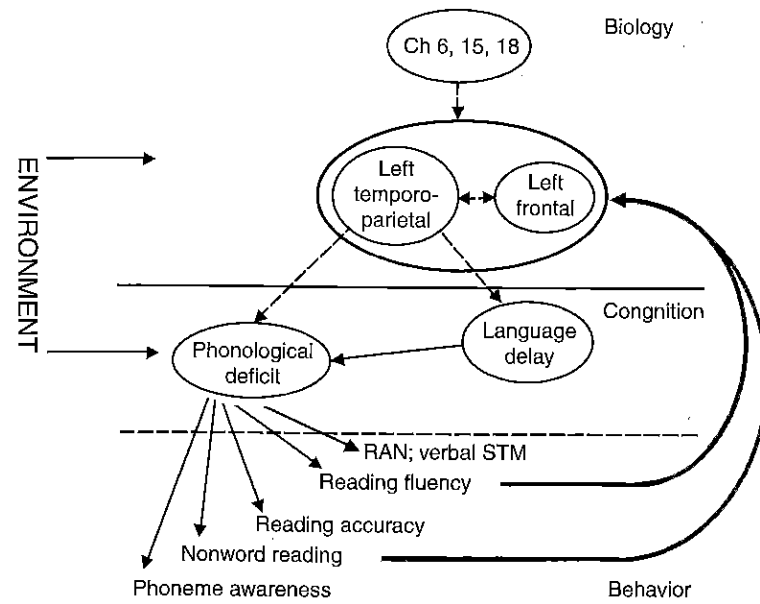 Ch 6, 15, 18
Biology
ENVIRONMENT
Left
temporo-
parietal
Left
frontal
Congnition
Phonological
deficit
Language
delay
RAN; verbal STM
Reading fluency
Reading accuracy
Nonword reading
Phoneme awareness
Behavior